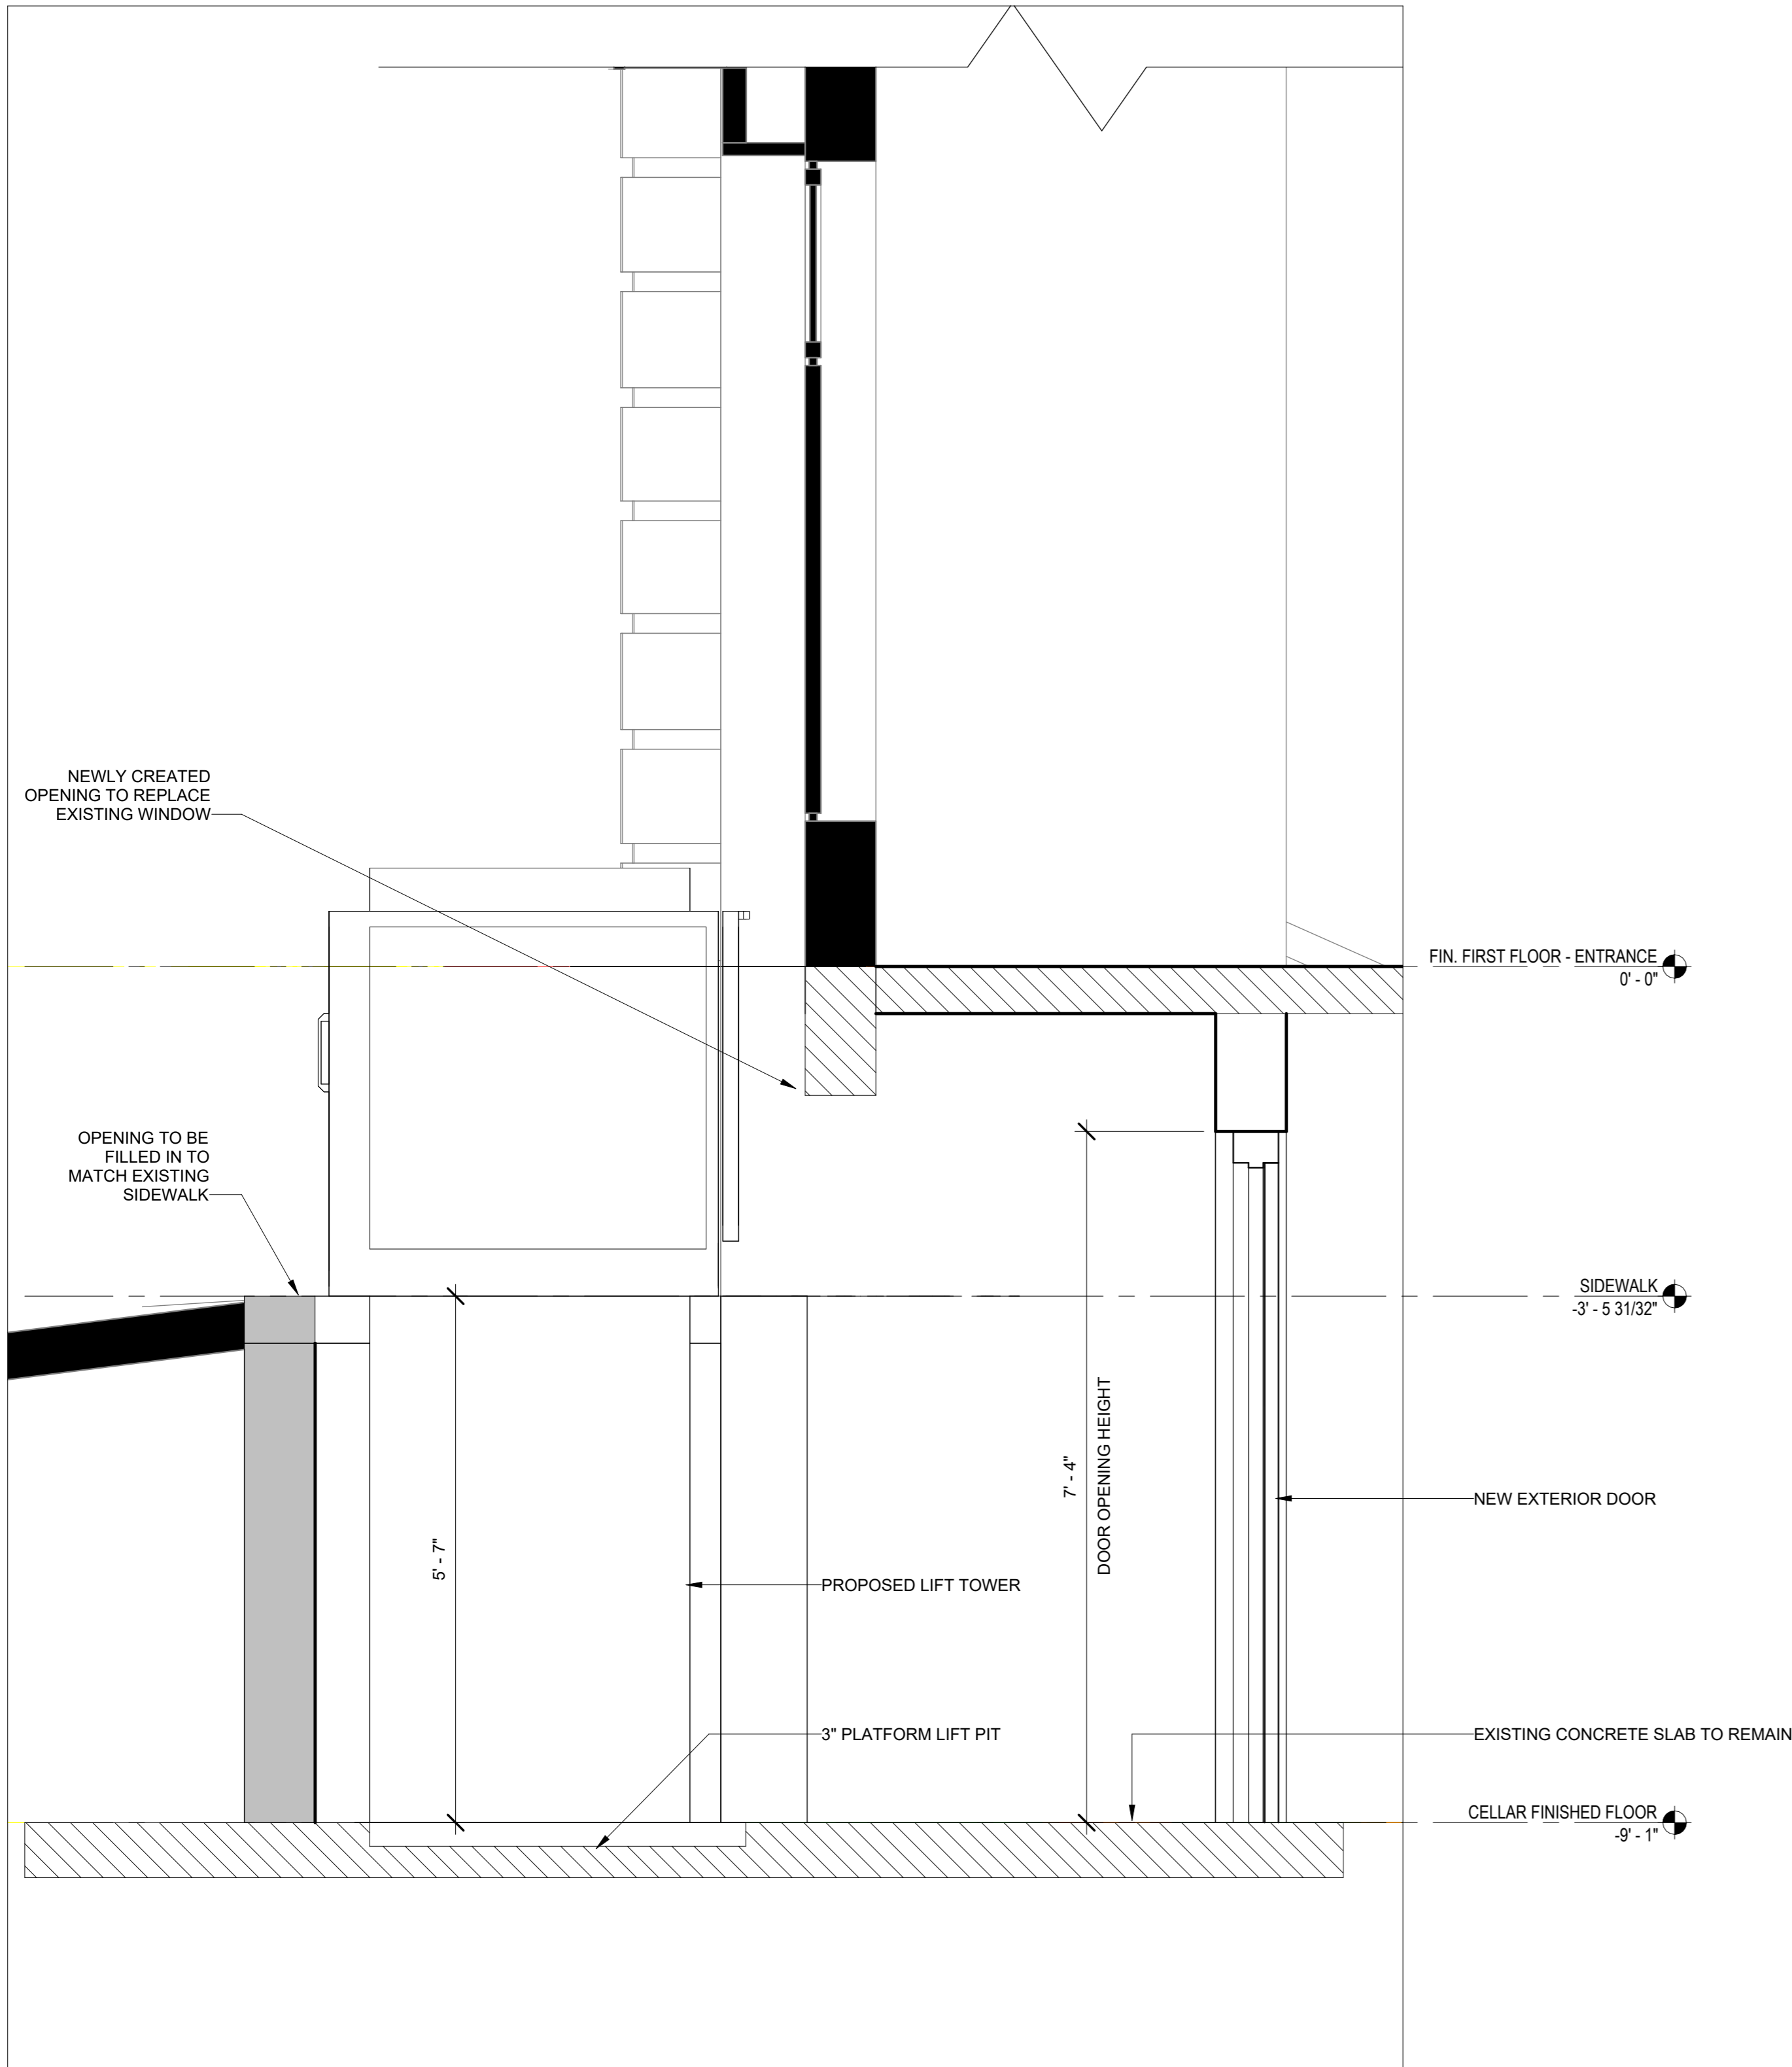 NEWLY CREATED
OPENING TO REPLACE
EXISTING WINDOW
FIN. FIRST FLOOR - ENTRANCE
0' - 0"
OPENING TO BE
FILLED IN TO
MATCH EXISTING
SIDEWALK
SIDEWALK
-3' - 5 31/32"
5' - 7"
7' - 4"
DOOR OPENING HEIGHT
NEW EXTERIOR DOOR
PROPOSED LIFT TOWER
3" PLATFORM LIFT PIT
EXISTING CONCRETE SLAB TO REMAIN
CELLAR FINISHED FLOOR
-9' - 1"